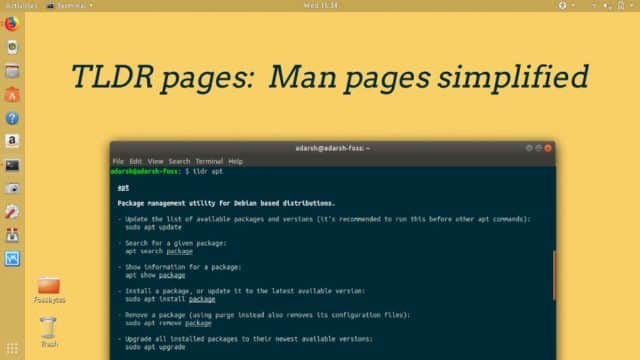 Activities Terminal Wed 15:34
TLDR pages: Man pages simplified
adarsh@adarsh-foss: ~
File Edit View Search Terminal Help
adarsh@adarsh-foss:~$ tldr apt
apt
Package management utility for Debian based distributions.
- Update the list of available packages and versions (it's recommended to run this before other apt commands):
sudo apt update
- Search for a given package:
apt search package
- Show information for a package:
apt show package
- Install a package, or update it to the latest available version:
sudo apt install package
- Remove a package (using purge instead also removes its configuration files):
sudo apt remove package
- Upgrade all installed packages to their newest available versions:
sudo apt upgrade
Fossbytes
Trash